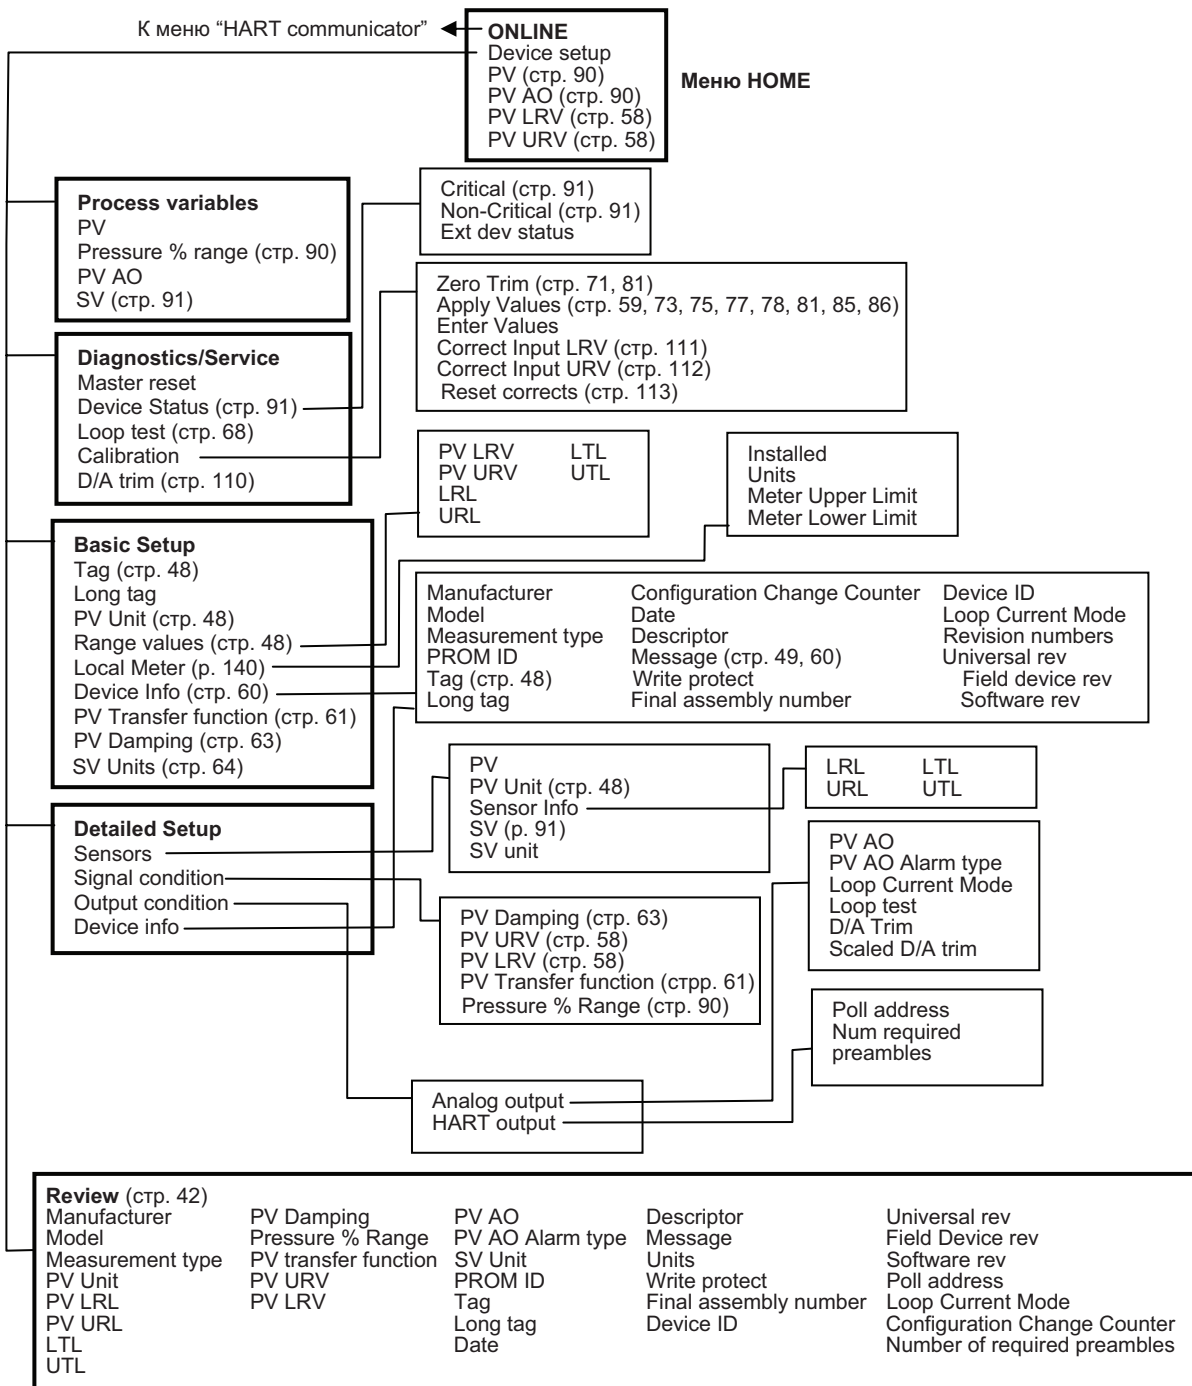 К меню “HART communicator”
ONLINE
Device setup
PV (стр. 90)
PV AO (стр. 90)
PV LRV (стр. 58)
PV URV (стр. 58)
Меню HOME
Process variables
PV
Pressure % range (стр. 90)
PV AO
SV (стр. 91)
Critical (стр. 91)
Non-Critical (стр. 91)
Ext dev status
Diagnostics/Service
Master reset
Device Status (стр. 91)
Loop test (стр. 68)
Calibration
D/A trim (стр. 110)
Zero Trim (стр. 71, 81)
Apply Values (стр. 59, 73, 75, 77, 78, 81, 85, 86)
Enter Values
Correct Input LRV (стр. 111)
Correct Input URV (стр. 112)
Reset corrects (стр. 113)
PV LRV LTL
PV URV UTL
LRL
URL
Installed
Units
Meter Upper Limit
Meter Lower Limit
Basic Setup
Tag (стр. 48)
Long tag
PV Unit (стр. 48)
Range values (стр. 48)
Local Meter (p. 140)
Device Info (стр. 60)
PV Transfer function (стр. 61)
PV Damping (стр. 63)
SV Units (стр. 64)
Manufacturer Configuration Change Counter Device ID
Model Date Loop Current Mode
Measurement type Descriptor Revision numbers
PROM ID Message (стр. 49, 60) Universal rev
Tag (стр. 48) Write protect Field device rev
Long tag Final assembly number Software rev
Detailed Setup
Sensors
Signal condition
Output condition
Device info
PV
PV Unit (стр. 48)
Sensor Info
SV (p. 91)
SV unit
LRL LTL
URL UTL
PV AO
PV AO Alarm type
Loop Current Mode
Loop test
D/A Trim
Scaled D/A trim
PV Damping (стр. 63)
PV URV (стр. 58)
PV LRV (стр. 58)
PV Transfer function (стрр. 61)
Pressure % Range (стр. 90)
Poll address
Num required
preambles
Analog output
HART output
Review (стр. 42)
Manufacturer PV Damping PV AO Descriptor Universal rev
Model Pressure % Range PV AO Alarm type Message Field Device rev
Measurement type PV transfer function SV Unit Units Software rev
PV Unit PV URV PROM ID Write protect Poll address
PV LRL PV LRV Tag Final assembly number Loop Current Mode
PV URL Long tag Device ID Configuration Change Counter
LTL Date Number of required preambles
UTL